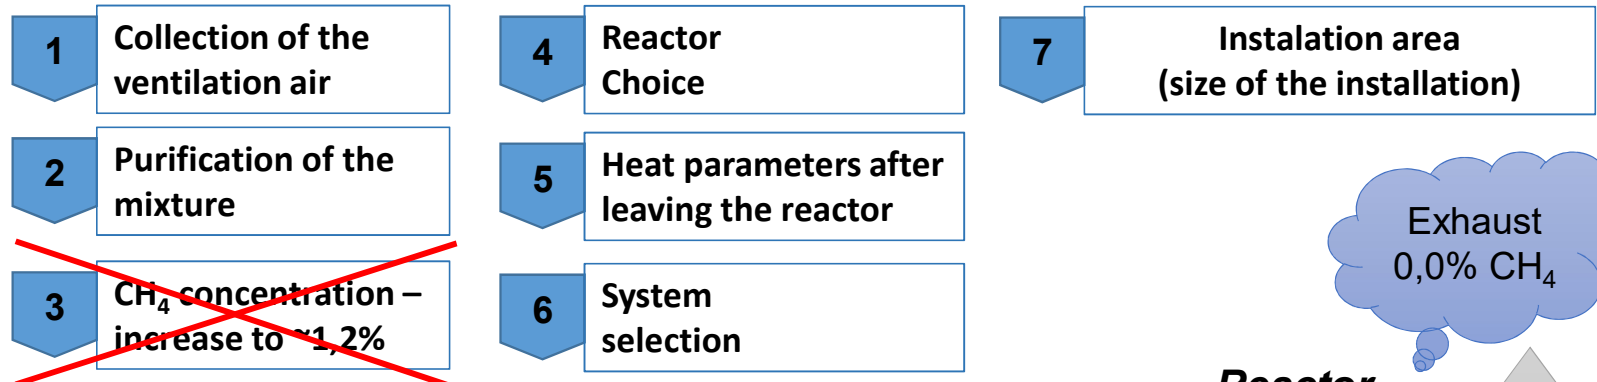 1
Collection of the
ventilation air
2
Purification of the
mixture
3
CH₄ concentration –
increase to ~1,2%
4
Reactor
Choice
5
Heat parameters after
leaving the reactor
6
System
selection
7
Instalation area
(size of the installation)
Exhaust
0,0% CH₄
Reactor